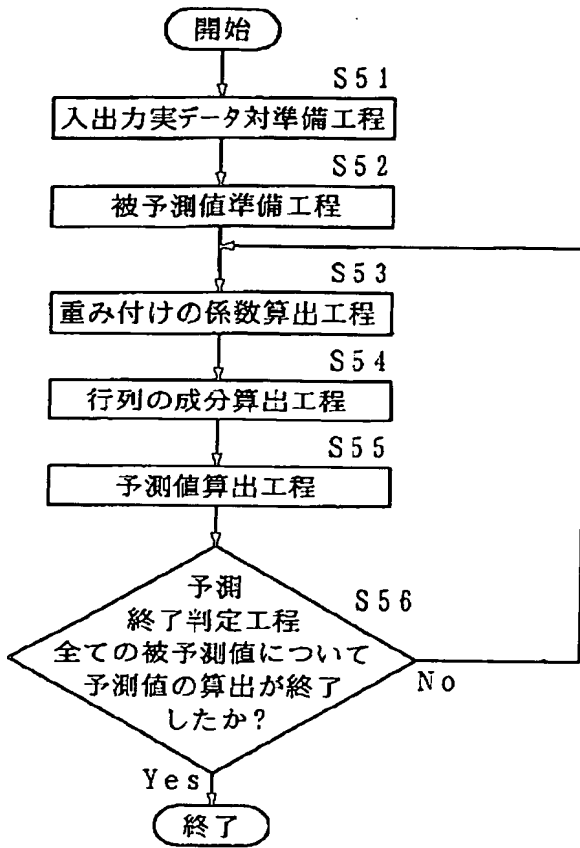 開始
S51
入出力実データ対準備工程
S52
被予測値準備工程
S53
重み付けの係数算出工程
S54
行列の成分算出工程
S55
予測値算出工程
予測
S56
終了判定工程
全ての被予測値について
予測値の算出が終了
したか?
No
Yes
終了